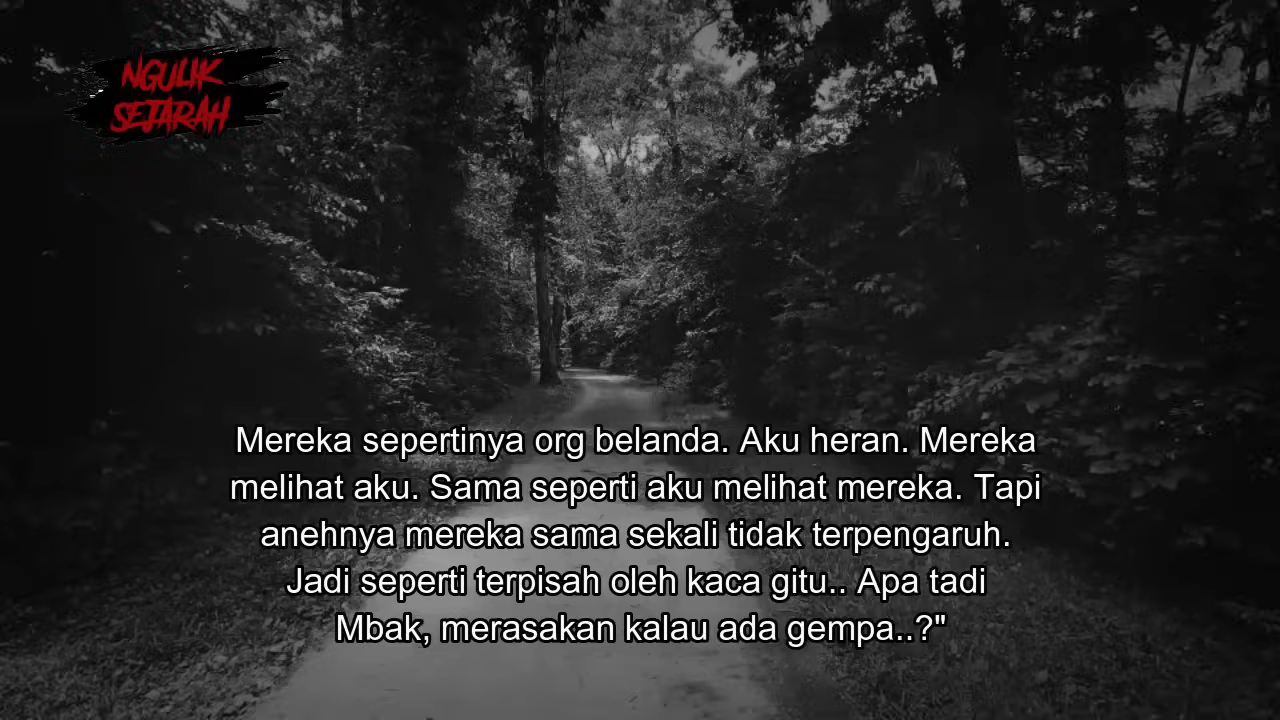 NGULIK
SEJARAH
Mereka sepertinya org belanda. Aku heran. Mereka
melihat aku. Sama seperti aku melihat mereka. Tapi
anehnya mereka sama sekali tidak terpengaruh.
Jadi seperti terpisah oleh kaca gitu.. Apa tadi
Mbak, merasakan kalau ada gempa..?"